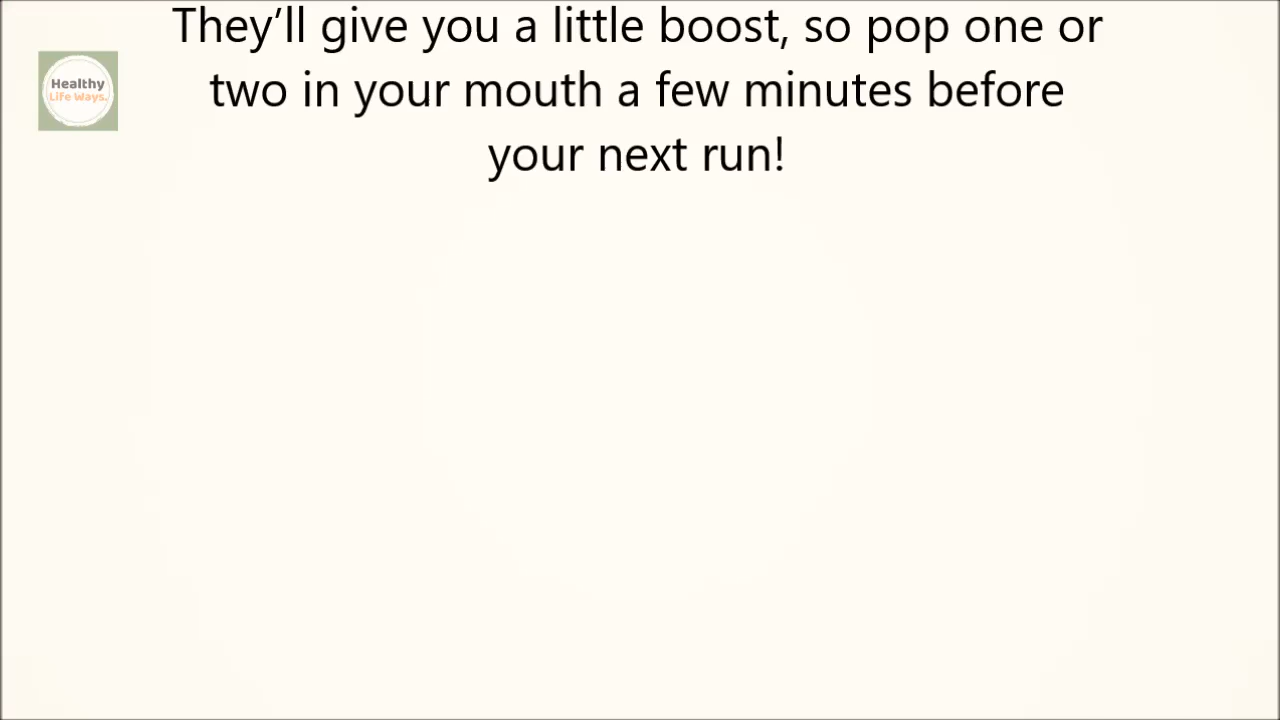 They’ll give you a little boost, so pop one or
two in your mouth a few minutes before
your next run!
Healthy
Life Ways.